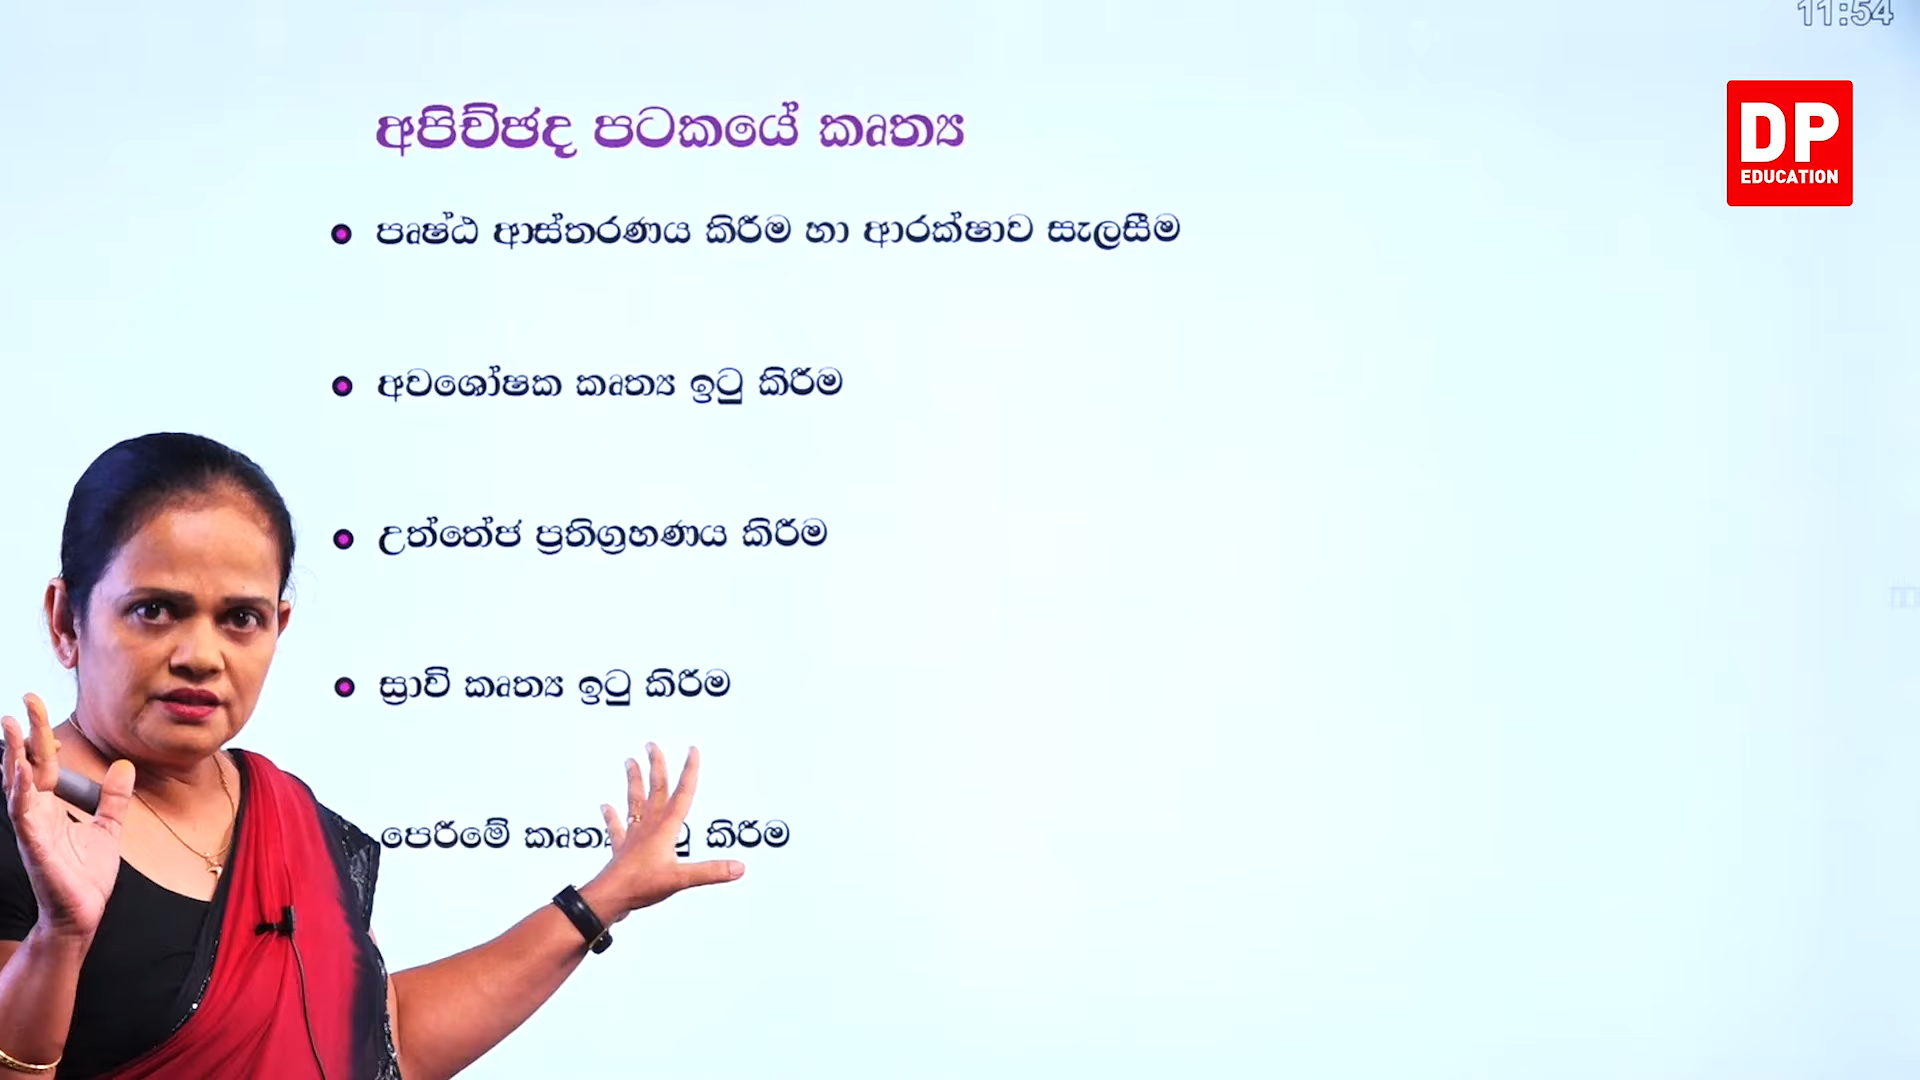 11:54
DP
EDUCATION
අපිච්ඡද පටකයේ කෘත්‍ය
පෘෂ්ඨ ආස්තරණය කිරීම හා ආරක්ෂාව සැලසීම
අවශෝෂක කෘත්‍ය ඉටු කිරීම
උත්තේජ ප්‍රතිග්‍රහණය කිරීම
ස්‍රාවී කෘත්‍ය ඉටු කිරීම
පෙරීමේ කිරීම